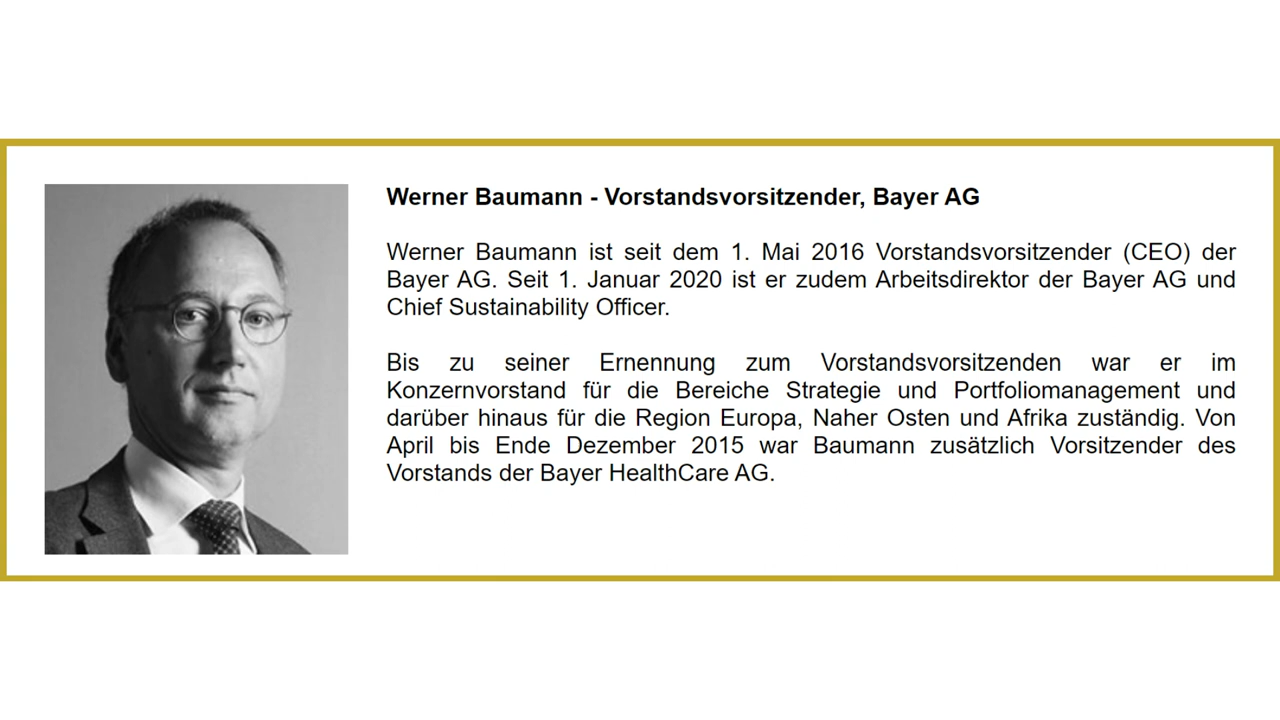 Werner Baumann - Vorstandsvorsitzender, Bayer AG
Werner Baumann ist seit dem 1. Mai 2016 Vorstandsvorsitzender (CEO) der
Bayer AG. Seit 1. Januar 2020 ist er zudem Arbeitsdirektor der Bayer AG und
Chief Sustainability Officer.
Bis zu seiner Ernennung zum Vorstandsvorsitzenden war er im
Konzernvorstand für die Bereiche Strategie und Portfoliomanagement und
darüber hinaus für die Region Europa, Naher Osten und Afrika zuständig. Von
April bis Ende Dezember 2015 war Baumann zusätzlich Vorsitzender des
Vorstands der Bayer HealthCare AG.